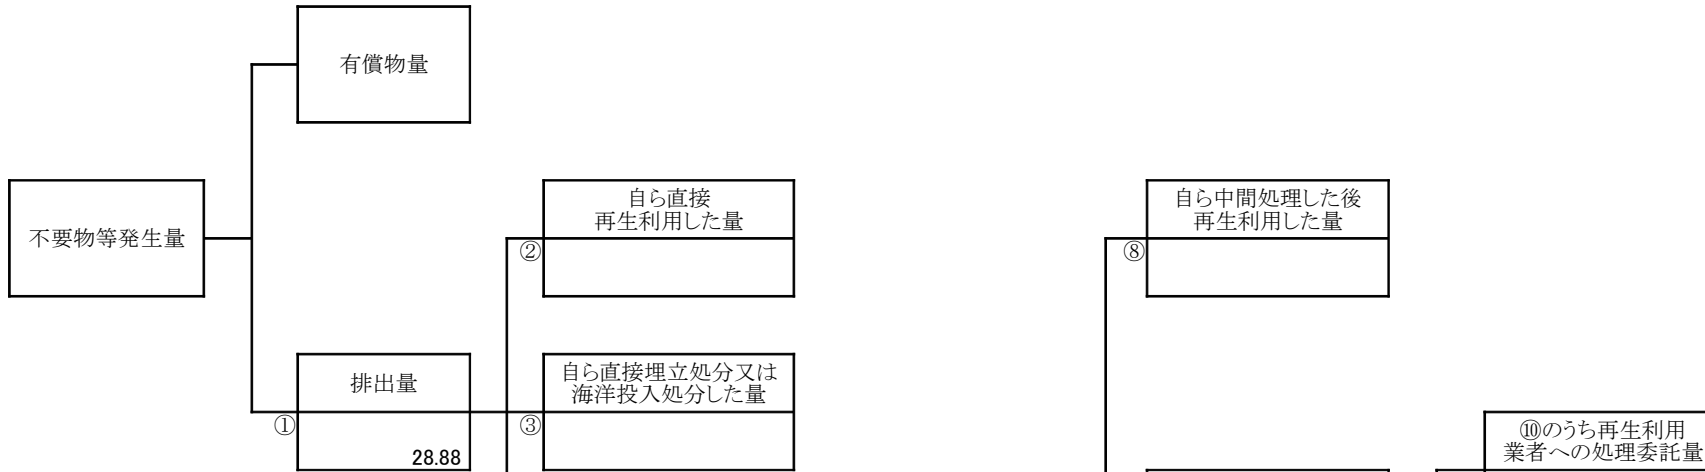 有償物量
不要物等発生量
自ら直接
再生利用した量
②
自ら中間処理した後
再生利用した量
⑧
排出量
①
28.88
自ら直接埋立処分又は
海洋投入処分した量
③
⑩のうち再生利用
業者への処理委託量